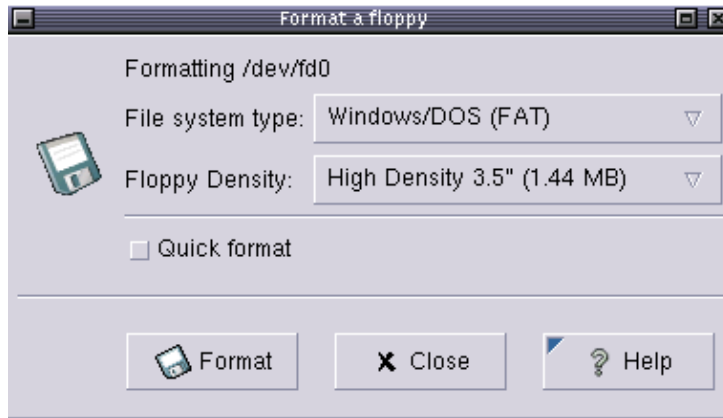 Format a floppy
Formatting /dev/fd0
File system type: Windows/DOS (FAT)
Floppy Density: High Density 3.5" (1.44 MB)
Quick format
Format Close Help